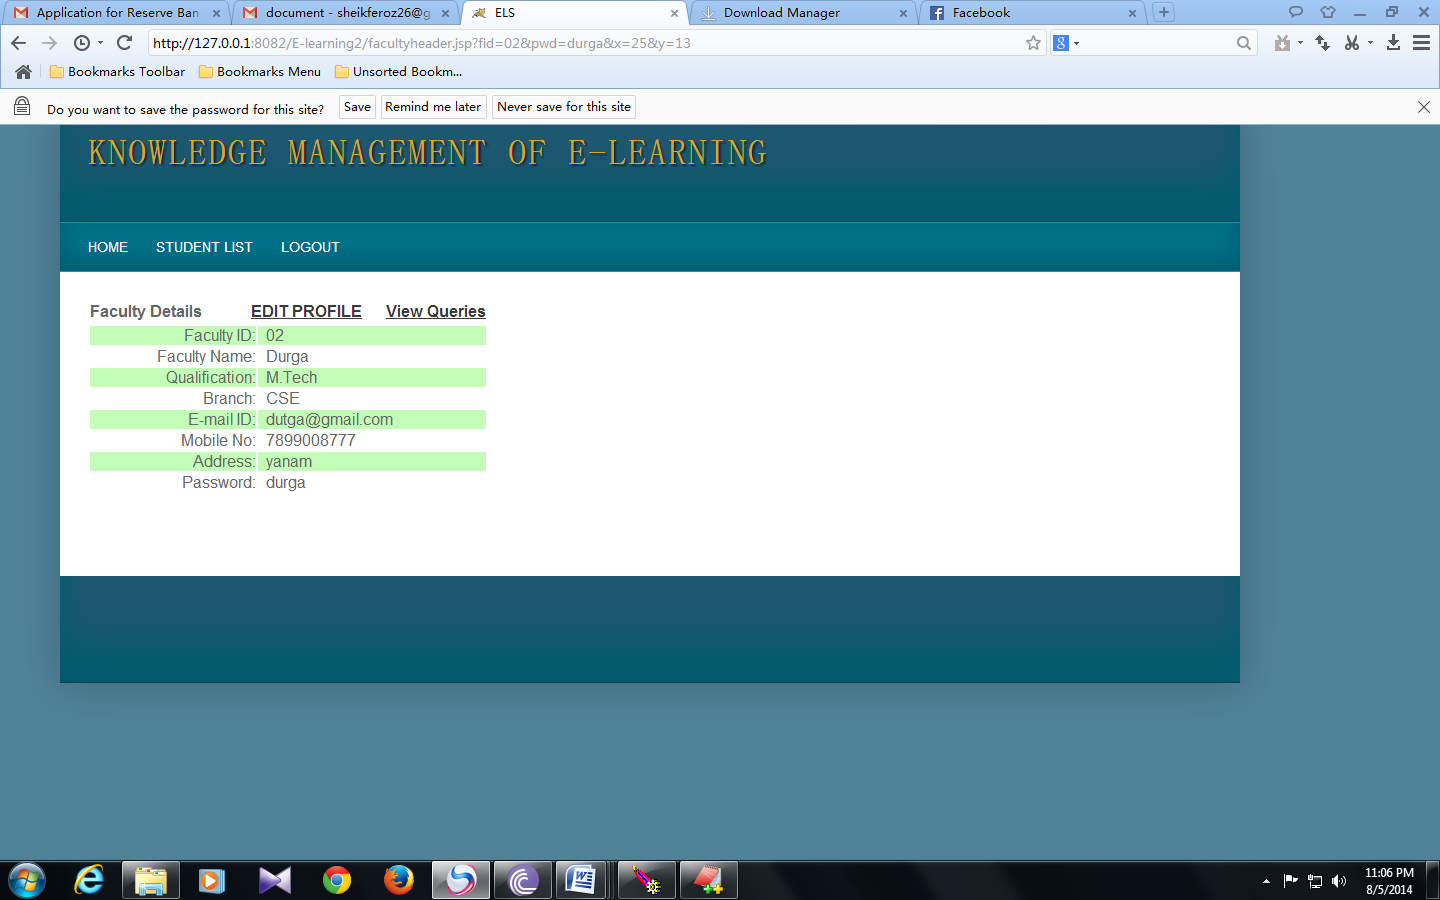 Application for Reserve Ban
document - sheikferoz26@g
ELS
Download Manager
Facebook
http://127.0.0.1:8082/E-learning2/facultyheader.jsp?fid=02&pwd=durga&x=25&y=13
Bookmarks Toolbar
Bookmarks Menu
Unsorted Bookm...
Do you want to save the password for this site?
Save
Remind me later
Never save for this site
KNOWLEDGE MANAGEMENT OF E-LEARNING
HOME
STUDENT LIST
LOGOUT
Faculty Details EDIT PROFILE View Queries
Faculty ID: 02
Faculty Name: Durga
Qualification: M.Tech
Branch: CSE
E-mail ID: dutga@gmail.com
Mobile No: 7899008777
Address: yanam
Password: durga
11:06 PM
8/5/2014